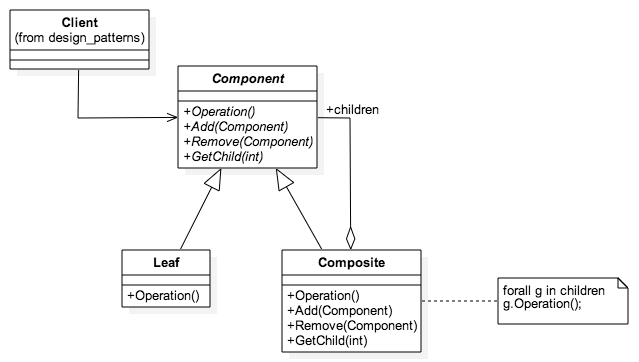 Client
(from design_patterns)
Component
+Operation()
+Add(Component)
+Remove(Component)
+GetChild(int)
+children
Leaf
+Operation()
Composite
+Operation()
+Add(Component)
+Remove(Component)
+GetChild(int)
forall g in children
g.Operation();